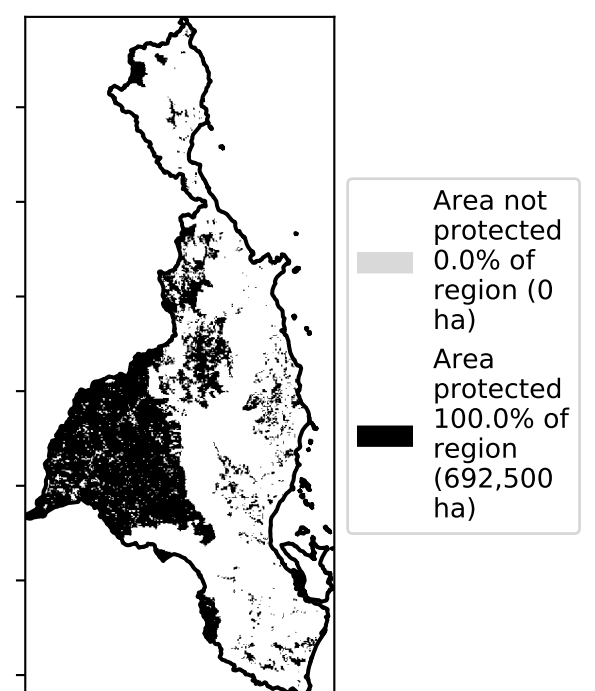 Area not
protected
0.0% of
region (0
ha)
Area
protected
100.0% of
region
(692,500
ha)